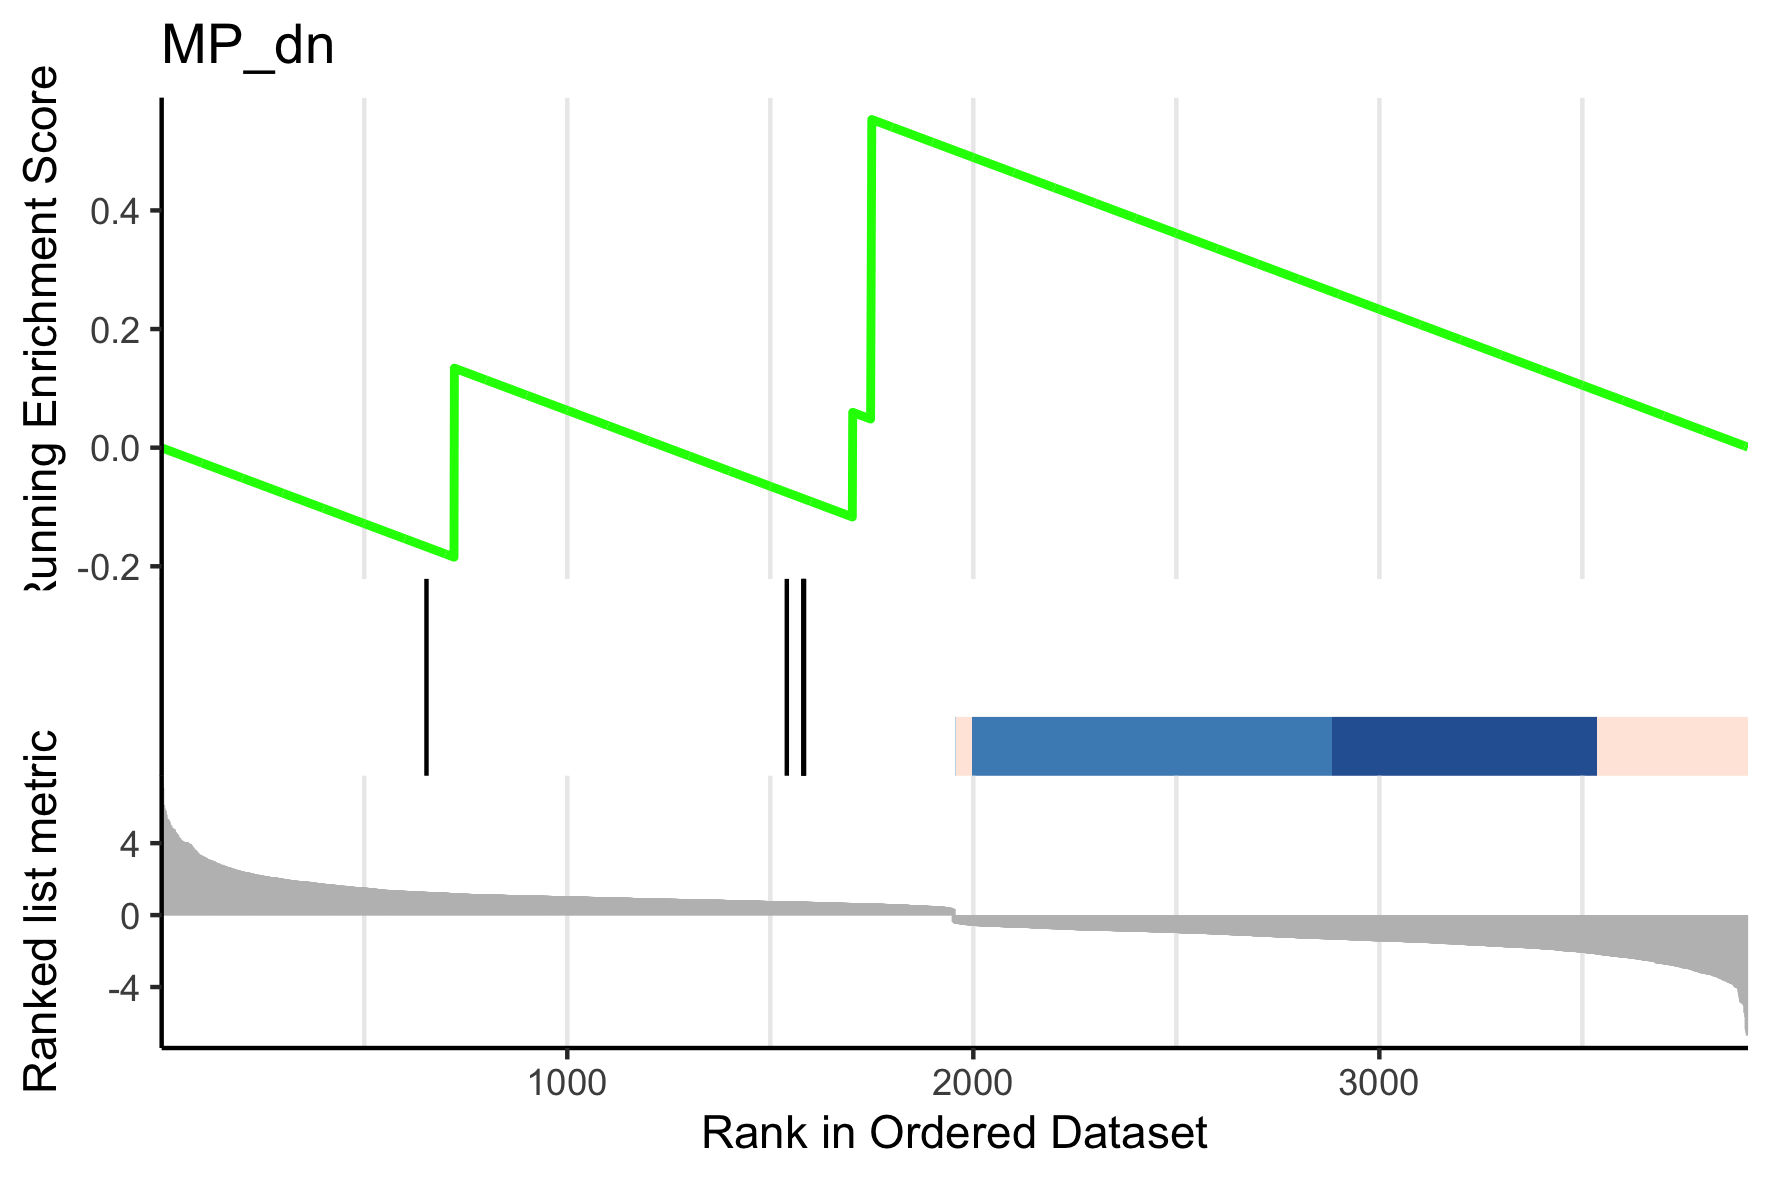 MP_dn
Running Enrichment Score
0.4
0.2
0.0
-0.2
Ranked list metric
4
0
-4
1000
2000
3000
Rank in Ordered Dataset